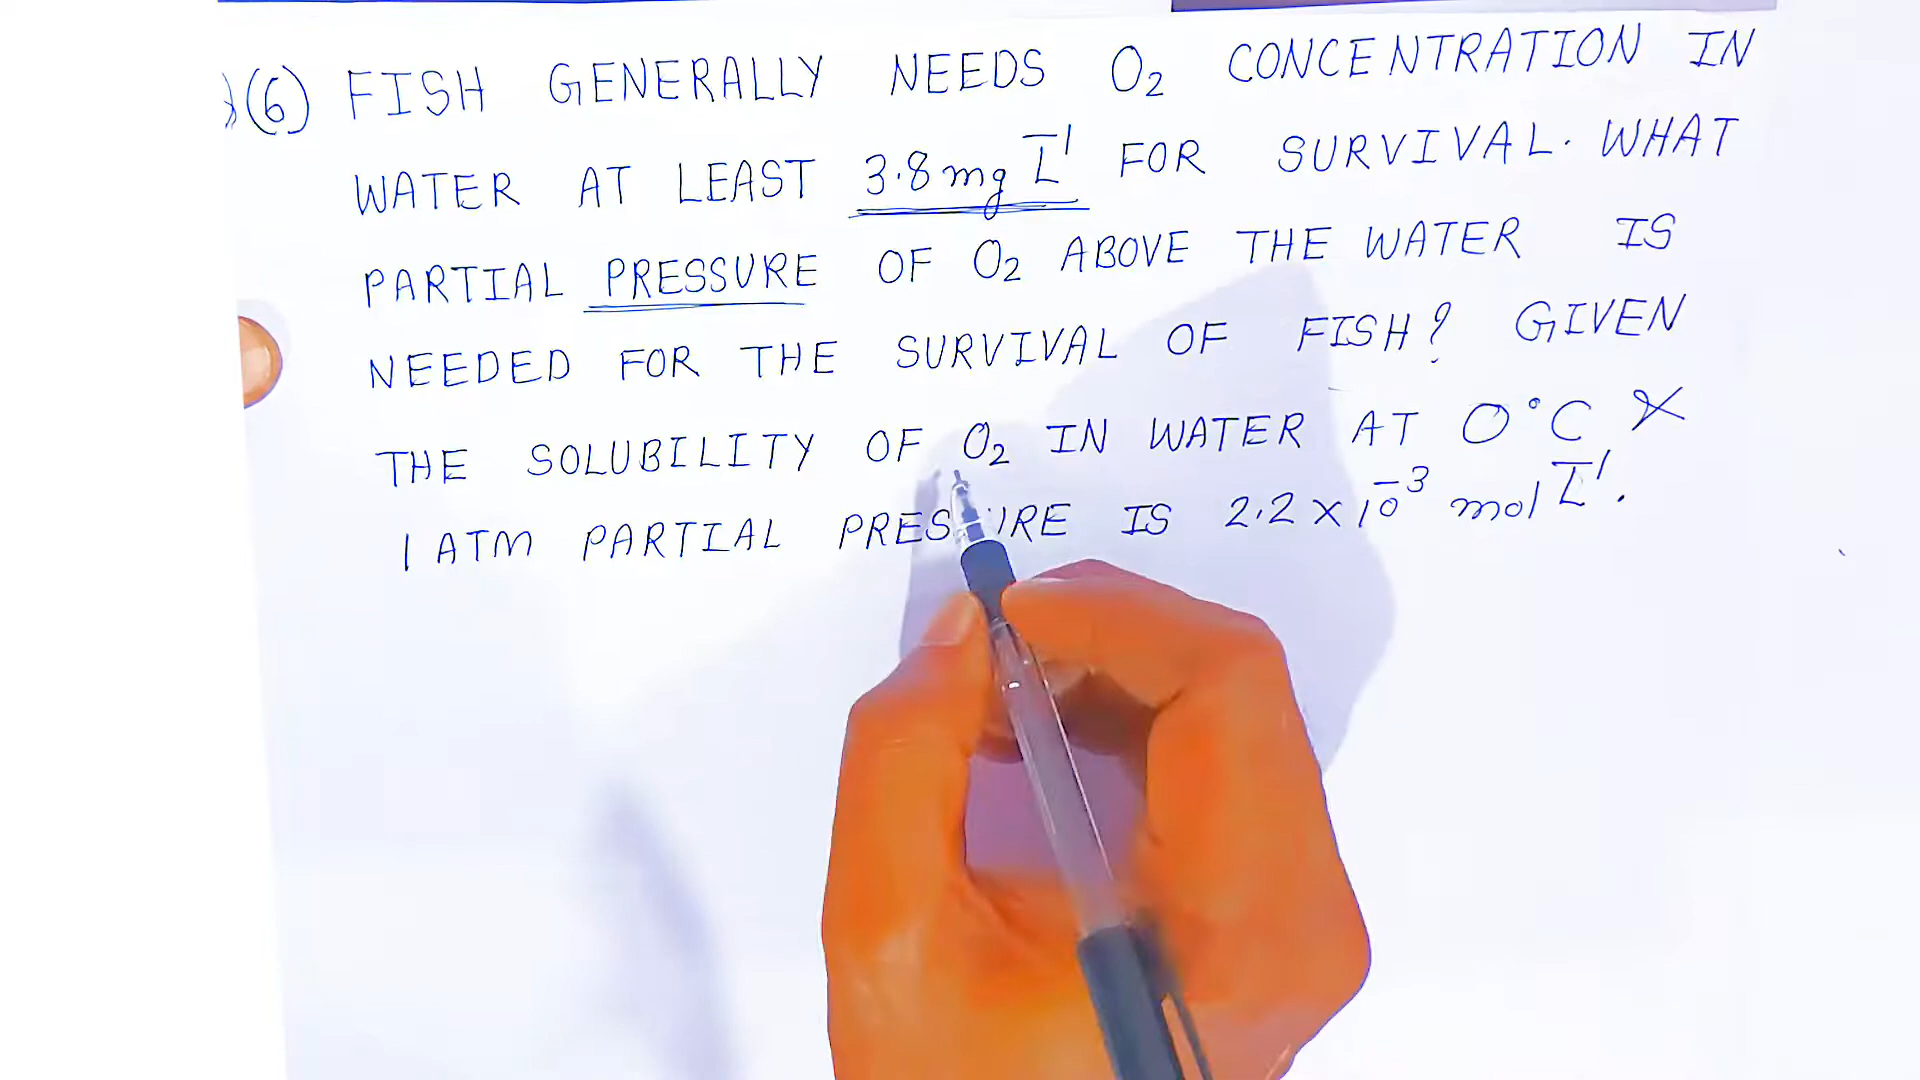 (6) FISH GENERALLY NEEDS O₂ CONCENTRATION IN
WATER AT LEAST 3.8 mg L⁻¹ FOR SURVIVAL. WHAT
PARTIAL PRESSURE OF O₂ ABOVE THE WATER IS
NEEDED FOR THE SURVIVAL OF FISH? GIVEN
THE SOLUBILITY OF O₂ IN WATER AT 0°C &
1 ATM PARTIAL PRESSURE IS 2.2 × 10⁻³ mol L⁻¹.